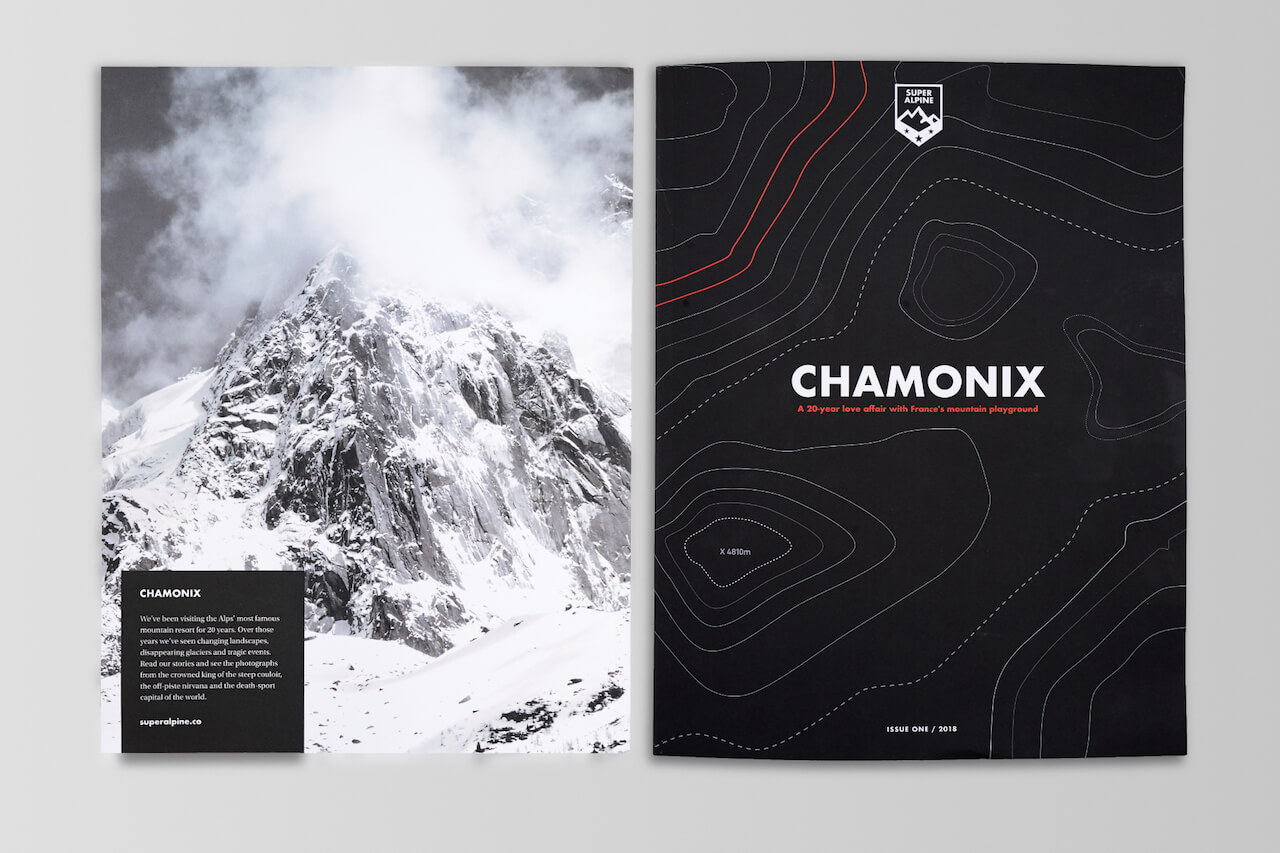 CHAMONIX
We've been visiting the Alps' most famous
mountain resort for 20 years. Over those
years we've seen changing landscapes,
disappearing glaciers and tragic events.
Read our stories and see the photographs
from the crowned king of the steep couloir,
the off-piste nirvana and the death-sport
capital of the world.
superalpine.co
SUPER
ALPINE
CHAMONIX
A 20-year love affair with France's mountain playground
X 4810m
ISSUE ONE / 2018